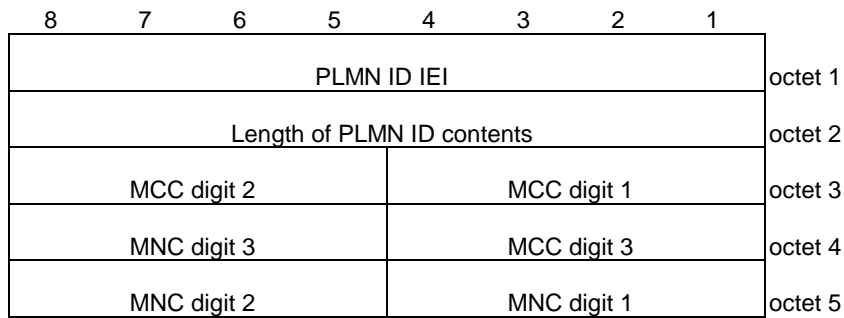 8 7 6 5 4 3 2 1
PLMN ID IEI octet 1
Length of PLMN ID contents octet 2
MCC digit 2 MCC digit 1 octet 3
MNC digit 3 MCC digit 3 octet 4
MNC digit 2 MNC digit 1 octet 5